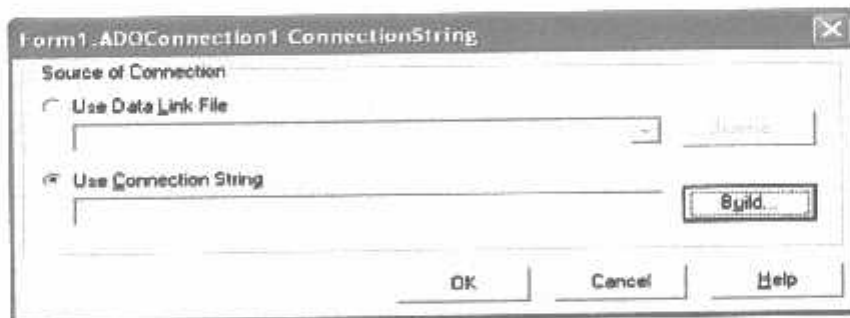 Form1.ADOConnection1 ConnectionString
Source of Connection
Use Data Link File
Use Connection String
Build...
OK Cancel Help